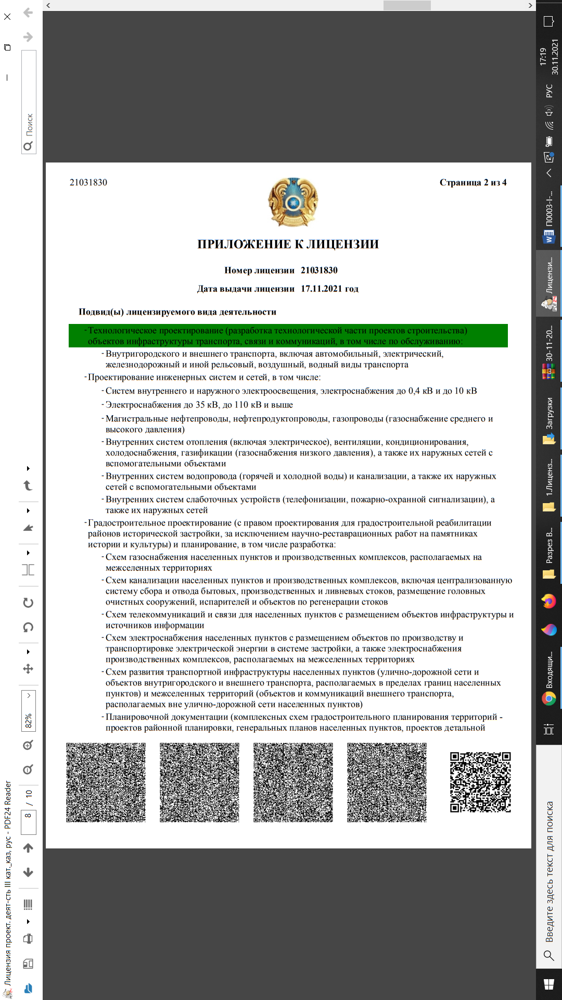 21031830
Страница 2 из 4
ПРИЛОЖЕНИЕ К ЛИЦЕНЗИИ
Номер лицензии 21031830
Дата выдачи лицензии 17.11.2021 год
Подвид(ы) лицензируемого вида деятельности
- Технологическое проектирование (разработка технологической части проектов строительства)
объектов инфраструктуры транспорта, связи и коммуникаций, в том числе по обслуживанию:
- Внутригородского и внешнего транспорта, включая автомобильный, электрический,
железнодорожный и иной рельсовый, воздушный, водный виды транспорта
- Проектирование инженерных систем и сетей, в том числе:
- Систем внутреннего и наружного электроосвещения, электроснабжения до 0,4 кВ и до 10 кВ
- Электроснабжения до 35 кВ, до 110 кВ и выше
- Магистральные нефтепроводы, нефтепродуктопроводы, газопроводы (газоснабжение среднего и
высокого давления)
- Внутренних систем отопления (включая электрическое), вентиляции, кондиционирования,
холодоснабжения, газификации (газоснабжения низкого давления), а также их наружных сетей с
вспомогательными объектами
- Внутренних систем водопровода (горячей и холодной воды) и канализации, а также их наружных
сетей с вспомогательными объектами
- Внутренних систем слаботочных устройств (телефонизации, пожарно-охранной сигнализации), а
также их наружных сетей
- Градостроительное проектирование (с правом проектирования для градостроительной реабилитации
районов исторической застройки, за исключением научно-реставрационных работ на памятниках
истории и культуры) и планирование, в том числе разработка:
- Схем газоснабжения населенных пунктов и производственных комплексов, располагаемых на
межселенных территориях
- Схем канализации населенных пунктов и производственных комплексов, включая централизованную
систему сбора и отвода бытовых, производственных и ливневых стоков, размещение головных
очистных сооружений, испарителей и объектов по регенерации стоков
- Схем телекоммуникаций и связи для населенных пунктов с размещением объектов инфраструктуры и
источников информации
- Схем электроснабжения населенных пунктов с размещением объектов по производству и
транспортировке электрической энергии в системе застройки, а также электроснабжения
производственных комплексов, располагаемых на межселенных территориях
- Схем развития транспортной инфраструктуры населенных пунктов (улично-дорожной сети и
объектов внутригородского и внешнего транспорта, располагаемых в пределах границ населенных
пунктов) и межселенных территорий (объектов и коммуникаций внешнего транспорта,
располагаемых вне улично-дорожной сети населенных пунктов)
- Планировочной документации (комплексных схем градостроительного планирования территорий -
проектов районной планировки, генеральных планов населенных пунктов, проектов детальной
Лицензия проект. деят-сть III кат._каз, рус - PDF24 Reader
8 / 10
82%
Поиск
Введите здесь текст для поиска
Входящи...
Разрез В...
1.Лиценз...
Загрузки
30-11-20...
Лицензи...
П0003-I-...
РУС
17:19
30.11.2021